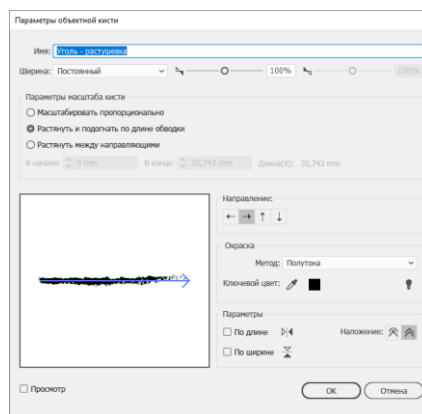 Параметры объектной кисти
Имя: Уголь - растушевка
Ширина: Постоянный 100% 100%
Параметры масштаба кисти
Масштабировать пропорционально
Растянуть и подогнать по длине обводки
Растянуть между направляющими
В начале: 0 mm В конце: 35,743 mm Длина(X): 35,743 mm
Направление:
Окраска
Метод: Полутона
Ключевой цвет:
Параметры
По длине Наложение:
По ширине
Просмотр OK Отмена